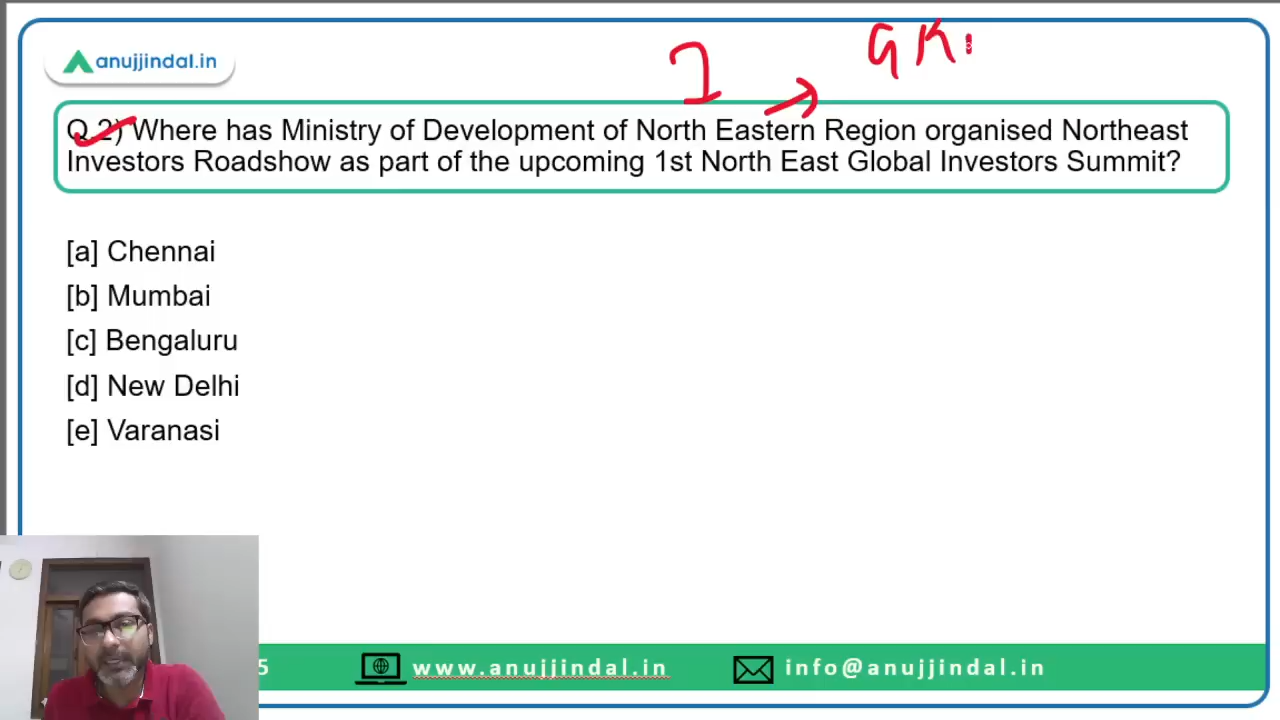 anujjindal.in
I → GK.
Q.2) Where has Ministry of Development of North Eastern Region organised Northeast
Investors Roadshow as part of the upcoming 1st North East Global Investors Summit?
[a] Chennai
[b] Mumbai
[c] Bengaluru
[d] New Delhi
[e] Varanasi
5
www.anujjindal.in
info@anujjindal.in